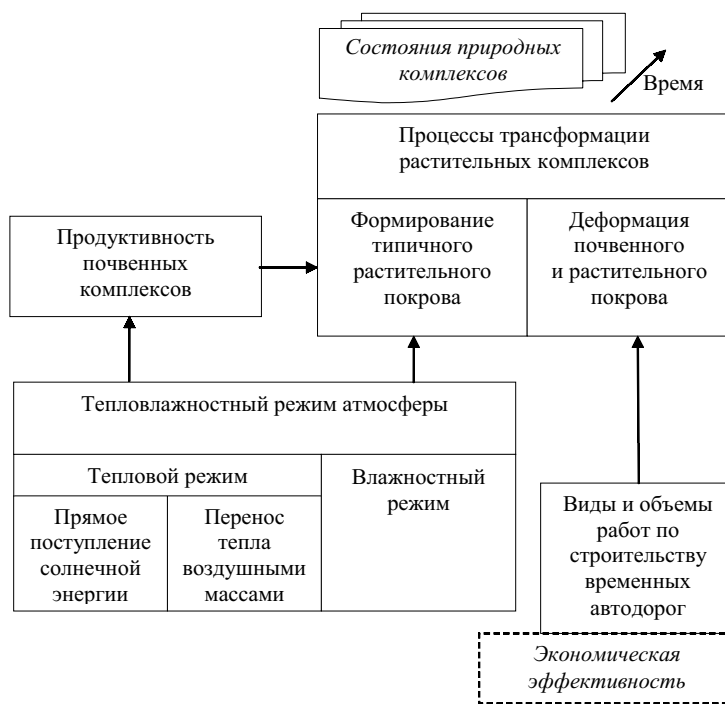 Состояния природных
комплексов
Время
Процессы трансформации
растительных комплексов
Продуктивность
почвенных
комплексов
Формирование
типичного
растительного
покрова
Деформация
почвенного
и растительного
покрова
Тепловлажностный режим атмосферы
Тепловой режим
Влажностный
режим
Прямое
поступление
солнечной
энергии
Перенос
тепла
воздушными
массами
Виды и объемы
работ по
строительству
временных
автодорог
Экономическая
эффективность